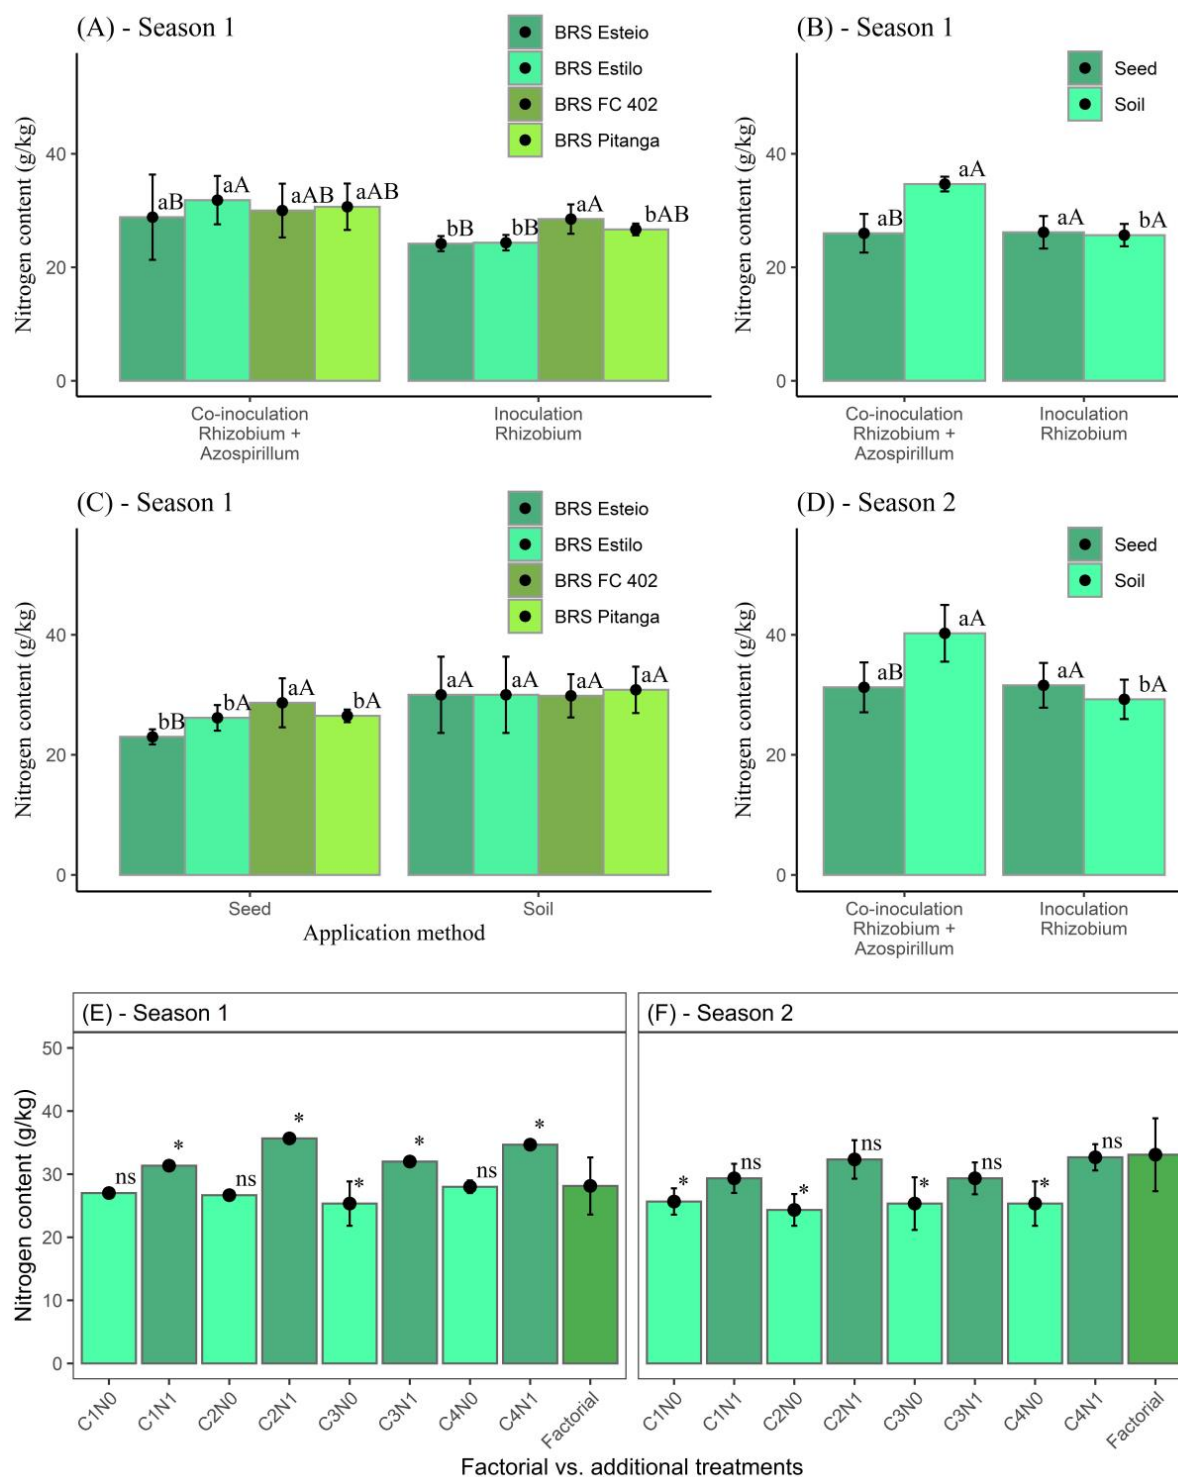 (A) - Season 1
BRS Esteio
BRS Estilo
BRS FC 402
BRS Pitanga
Nitrogen content (g/kg)
40
20
0
aB
aA
aAB
aAB
bB
bB
aA
bAB
Co-inoculation
Rhizobium +
Azospirillum
Inoculation
Rhizobium
(B) - Season 1
Seed
Soil
Nitrogen content (g/kg)
40
20
0
aB
aA
aA
bA
Co-inoculation
Rhizobium +
Azospirillum
Inoculation
Rhizobium
(C) - Season 1
BRS Esteio
BRS Estilo
BRS FC 402
BRS Pitanga
Nitrogen content (g/kg)
40
20
0
bB
bA
aA
bA
aA
aA
aA
aA
Seed
Soil
Application method
(D) - Season 2
Seed
Soil
Nitrogen content (g/kg)
40
20
0
aB
aA
aA
bA
Co-inoculation
Rhizobium +
Azospirillum
Inoculation
Rhizobium
(E) - Season 1
Nitrogen content (g/kg)
50
40
30
20
10
0
ns
*
ns
*
*
*
ns
*
C1N0
C1N1
C2N0
C2N1
C3N0
C3N1
C4N0
C4N1
Factorial
(F) - Season 2
*
ns
*
ns
*
ns
*
ns
C1N0
C1N1
C2N0
C2N1
C3N0
C3N1
C4N0
C4N1
Factorial
Factorial vs. additional treatments